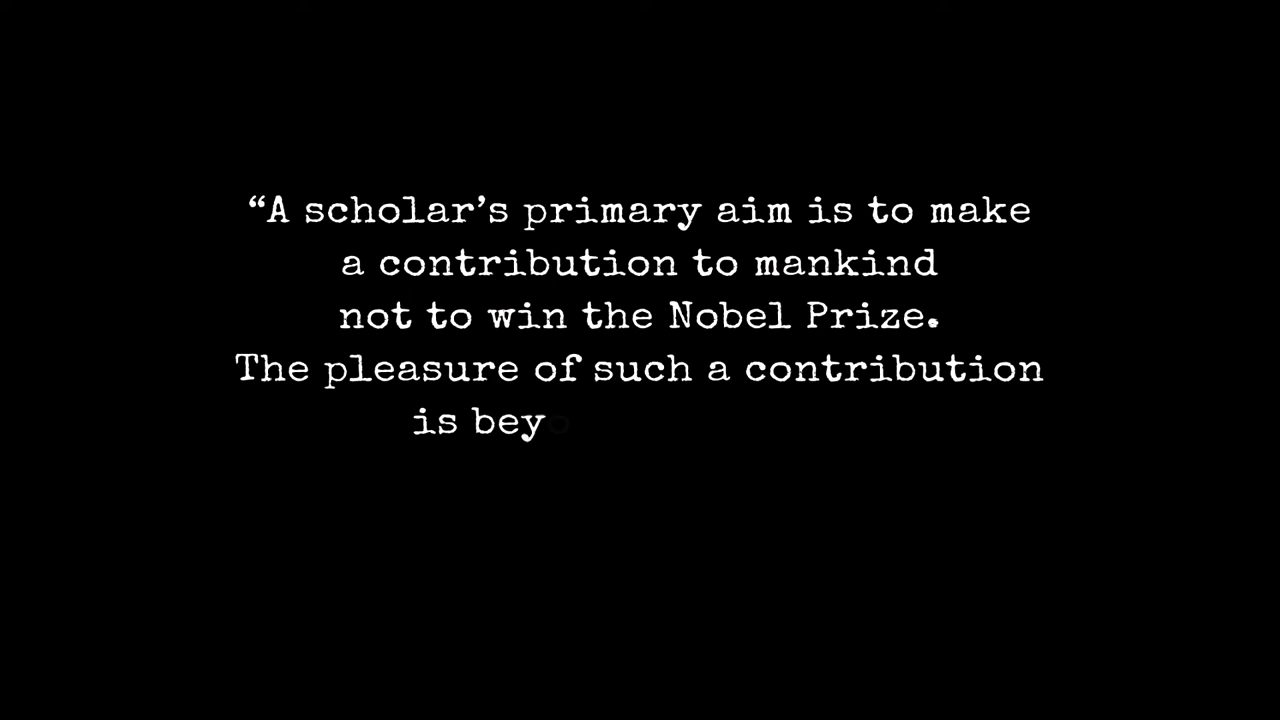 “A scholar’s primary aim is to make
a contribution to mankind
not to win the Nobel Prize.
The pleasure of such a contribution
is beyo